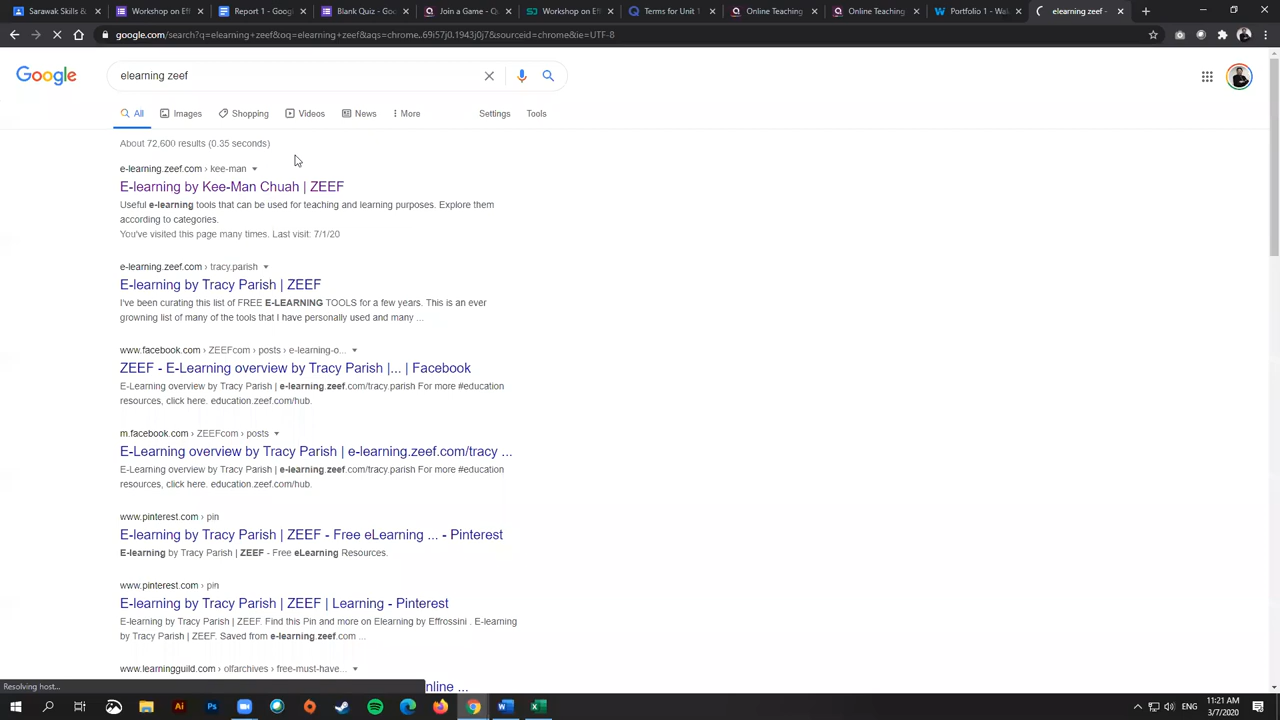 Sarawak Skills &
Workshop on Ef
Report 1 - Goog
Blank Quiz - Go
Join a Game - Q
Workshop on Ef
Terms for Unit 1
Online Teaching
Online Teaching
Portfolio 1 - Wa
elearning zeef -
google.com/search?q=elearning+zeef&oq=elearning+zeef&aqs=chrome..69i57j0.1943j0j7&sourceid=chrome&ie=UTF-8
Google
elearning zeef
All Images Shopping Videos News More Settings Tools
About 72,600 results (0.35 seconds)
e-learning.zeef.com › kee-man
E-learning by Kee-Man Chuah | ZEEF
Useful e-learning tools that can be used for teaching and learning purposes. Explore them
according to categories.
You've visited this page many times. Last visit: 7/1/20
e-learning.zeef.com › tracy.parish
E-learning by Tracy Parish | ZEEF
I've been curating this list of FREE E-LEARNING TOOLS for a few years. This is an ever
growning list of many of the tools that I have personally used and many ...
www.facebook.com › ZEEFcom › posts › e-learning-o...
ZEEF - E-Learning overview by Tracy Parish |... | Facebook
E-Learning overview by Tracy Parish | e-learning.zeef.com/tracy.parish For more #education
resources, click here. education.zeef.com/hub.
m.facebook.com › ZEEFcom › posts
E-Learning overview by Tracy Parish | e-learning.zeef.com/tracy ...
E-Learning overview by Tracy Parish | e-learning.zeef.com/tracy.parish For more #education
resources, click here. education.zeef.com/hub.
www.pinterest.com › pin
E-learning by Tracy Parish | ZEEF - Free eLearning ... - Pinterest
E-learning by Tracy Parish | ZEEF - Free eLearning Resources.
www.pinterest.com › pin
E-learning by Tracy Parish | ZEEF | Learning - Pinterest
E-learning by Tracy Parish | ZEEF. Find this Pin and more on Elearning by Effrossini . E-learning
by Tracy Parish | ZEEF. Saved from e-learning.zeef.com ...
www.learningguild.com › olfarchives › free-must-have...
nline ...
Resolving host...
Ai
Ps
ENG
11:21 AM
3/7/2020